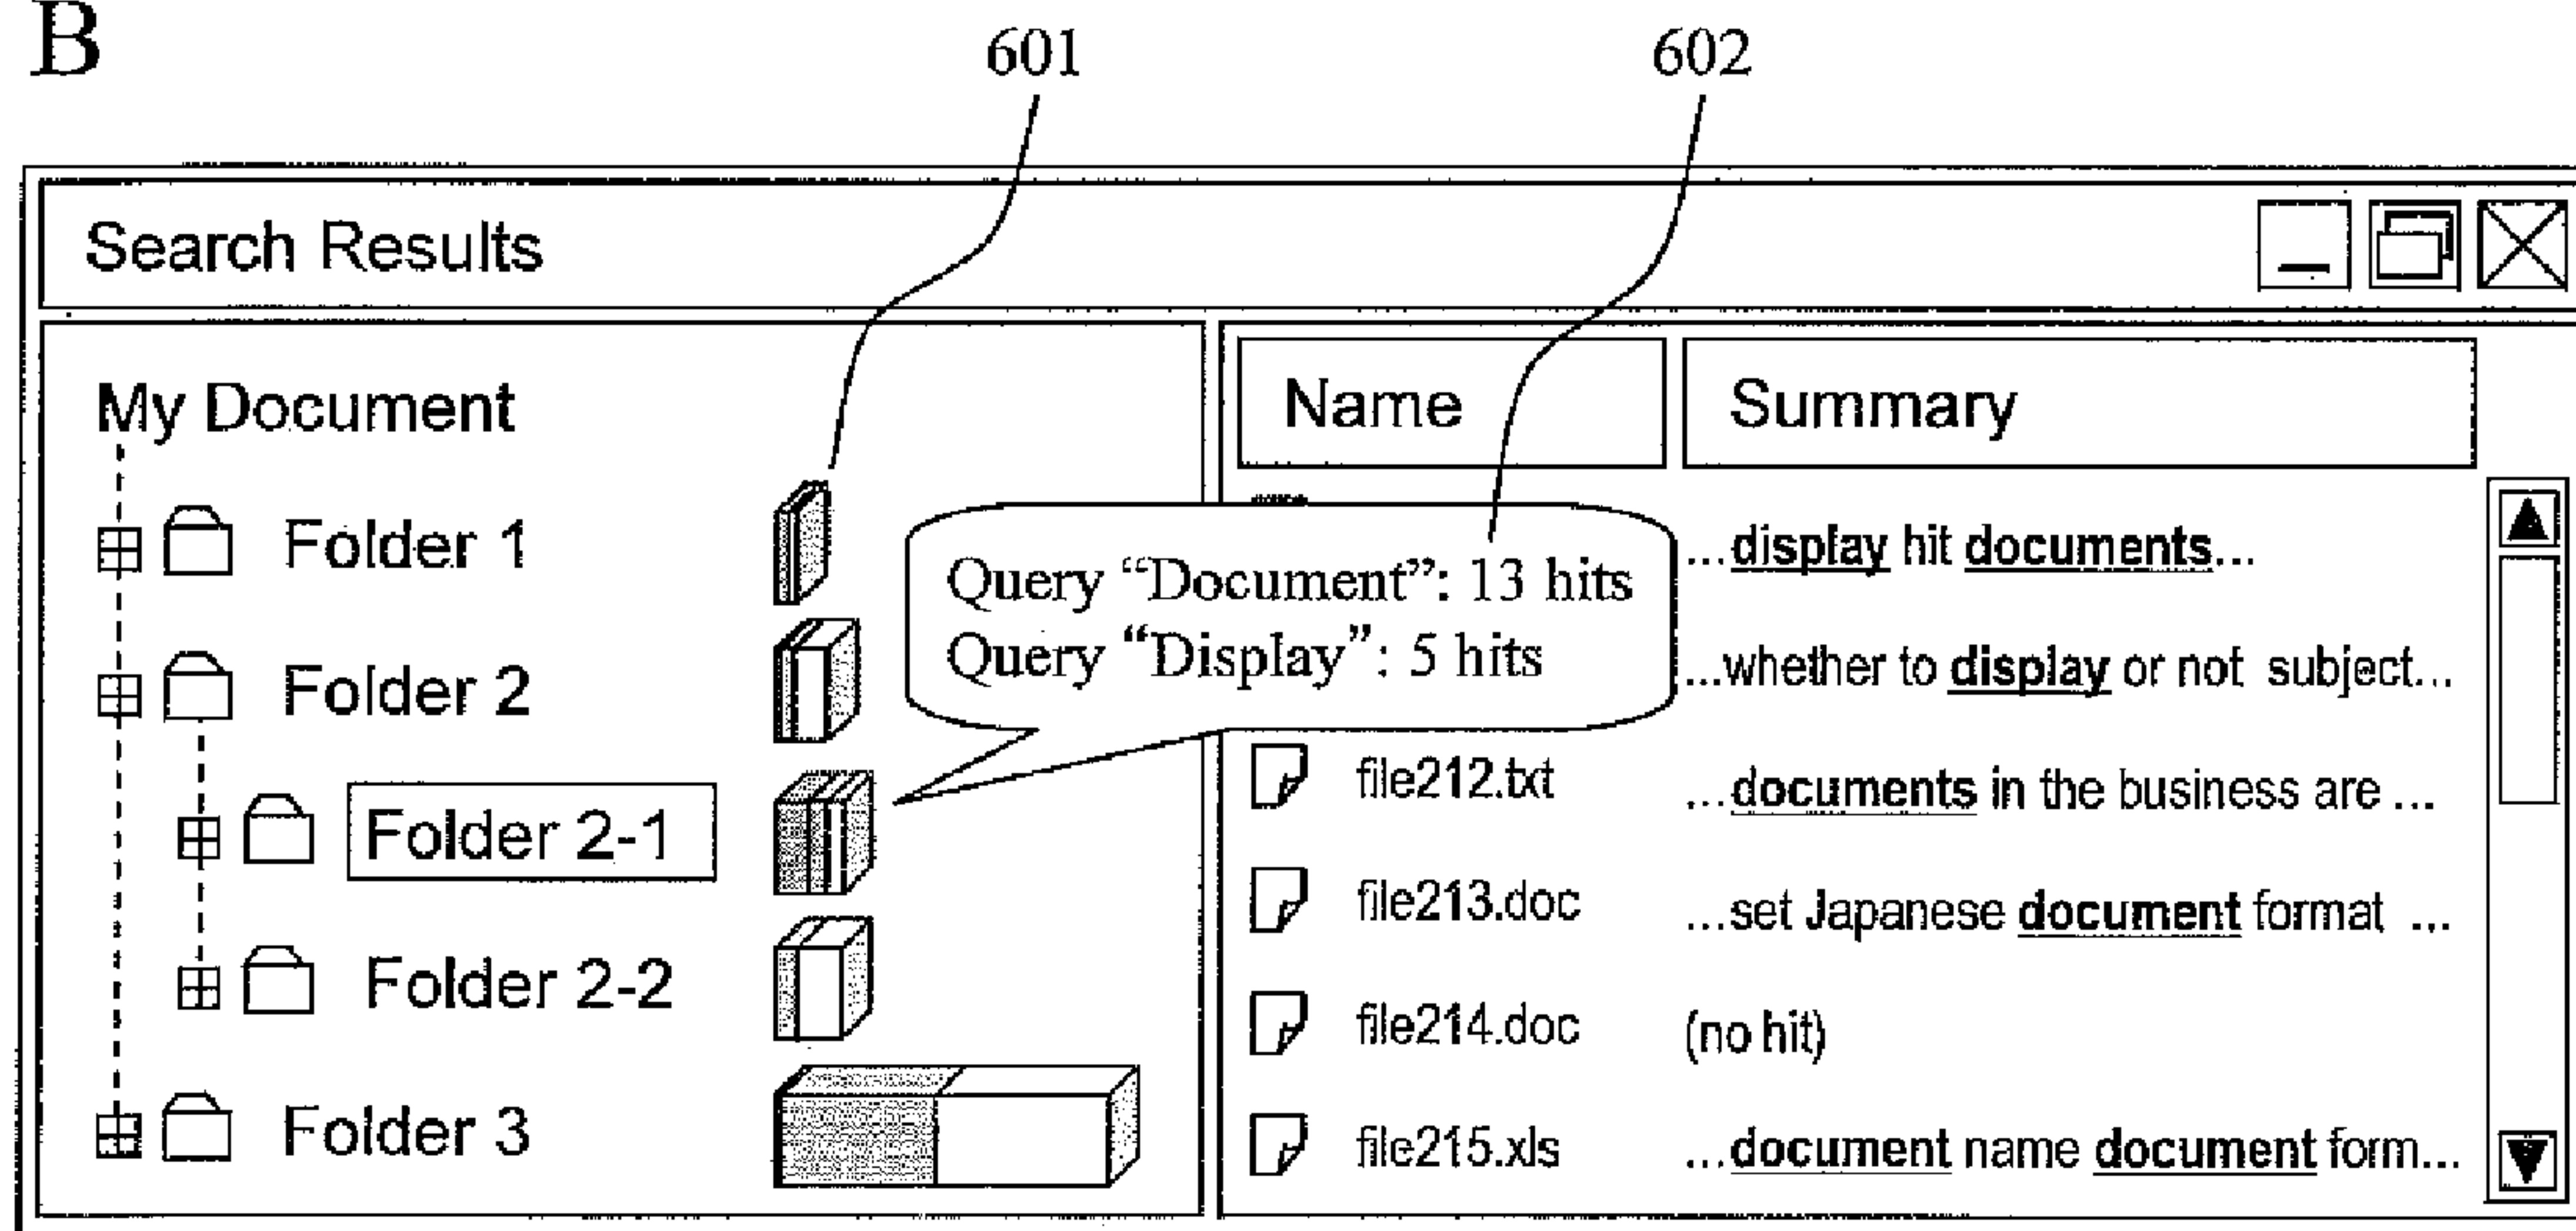 B
601
602
Search Results
My Document
Folder 1
Folder 2
Folder 2-1
Folder 2-2
Folder 3
Query “Document”: 13 hits
Query “Display”: 5 hits
Name
Summary
...display hit documents...
...whether to display or not subject...
file212.txt
...documents in the business are ...
file213.doc
...set Japanese document format ...
file214.doc
(no hit)
file215.xls
...document name document form...